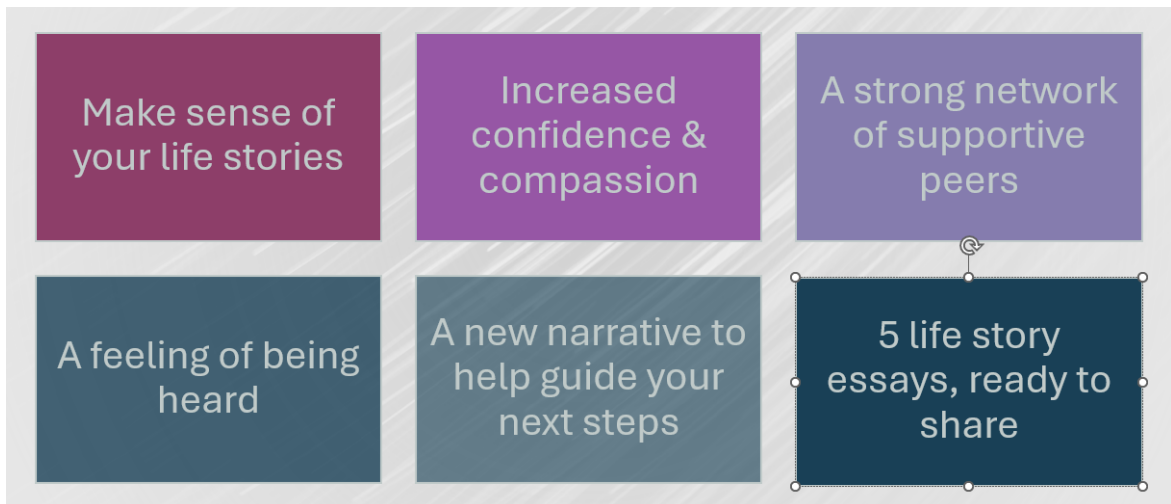 Make sense of
your life stories
Increased
confidence &
compassion
A strong network
of supportive
peers
A feeling of being
heard
A new narrative to
help guide your
next steps
5 life story
essays, ready to
share